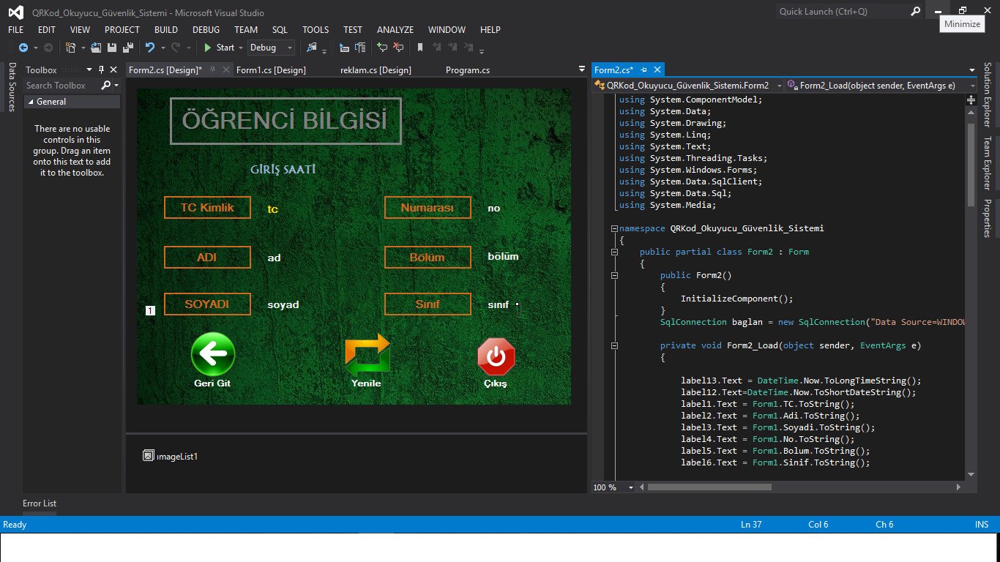 QRKod_Okuyucu_Güvenlik_Sistemi - Microsoft Visual Studio
Quick Launch (Ctrl+Q)
Minimize
FILE EDIT VIEW PROJECT BUILD DEBUG TEAM SQL TOOLS TEST ANALYZE WINDOW HELP
Start Debug
Data Sources
Toolbox
Search Toolbox
General
There are no usable
controls in this
group. Drag an item
onto this text to add
it to the toolbox.
Form2.cs [Design]* Form1.cs [Design] reklam.cs [Design] Program.cs
ÖĞRENCİ BİLGİSİ
GİRİŞ SAATİ
TC Kimlik tc Numarası no
ADI ad Bölüm bölüm
1 SOYADI soyad Sınıf sınıf
Geri Git Yenile Çıkış
ımageList1
Form2.cs*
QRKod_Okuyucu_Güvenlik_Sistemi.Form2 Form2_Load(object sender, EventArgs e)
using System.ComponentModel;
using System.Data;
using System.Drawing;
using System.Linq;
using System.Text;
using System.Threading.Tasks;
using System.Windows.Forms;
using System.Data.SqlClient;
using System.Data.Sql;
using System.Media;
namespace QRKod_Okuyucu_Güvenlik_Sistemi
{
public partial class Form2 : Form
{
public Form2()
{
InitializeComponent();
}
SqlConnection baglan = new SqlConnection("Data Source=WINDOW
private void Form2_Load(object sender, EventArgs e)
{
label13.Text = DateTime.Now.ToLongTimeString();
label12.Text=DateTime.Now.ToShortDateString();
label1.Text = Form1.TC.ToString();
label2.Text = Form1.Adi.ToString();
label3.Text = Form1.Soyadi.ToString();
label4.Text = Form1.No.ToString();
label5.Text = Form1.Bolum.ToString();
label6.Text = Form1.Sinif.ToString();
100 %
Solution Explorer
Team Explorer
Properties
Error List
Ready Ln 37 Col 6 Ch 6 INS